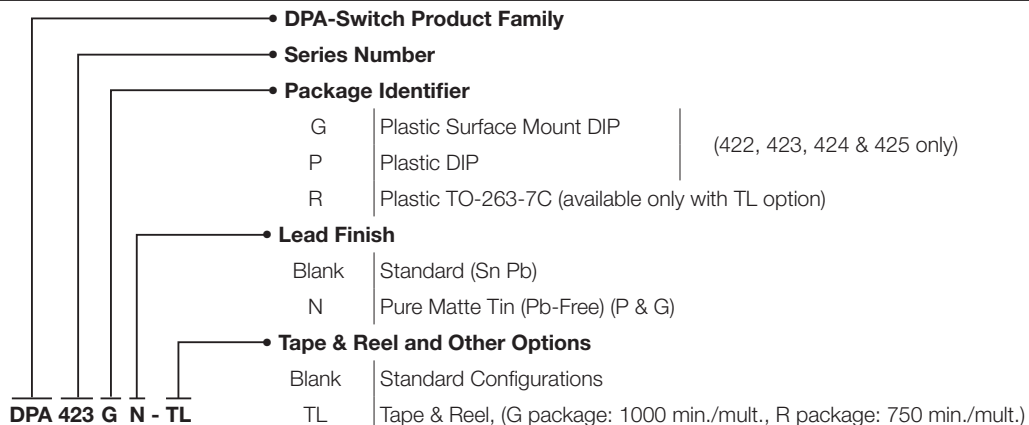 DPA-Switch Product Family
Series Number
Package Identifier
G Plastic Surface Mount DIP
(422, 423, 424 & 425 only)
P Plastic DIP
R Plastic TO-263-7C (available only with TL option)
Lead Finish
Blank Standard (Sn Pb)
N Pure Matte Tin (Pb-Free) (P & G)
Tape & Reel and Other Options
Blank Standard Configurations
DPA 423 G N - TL
TL Tape & Reel, (G package: 1000 min./mult., R package: 750 min./mult.)